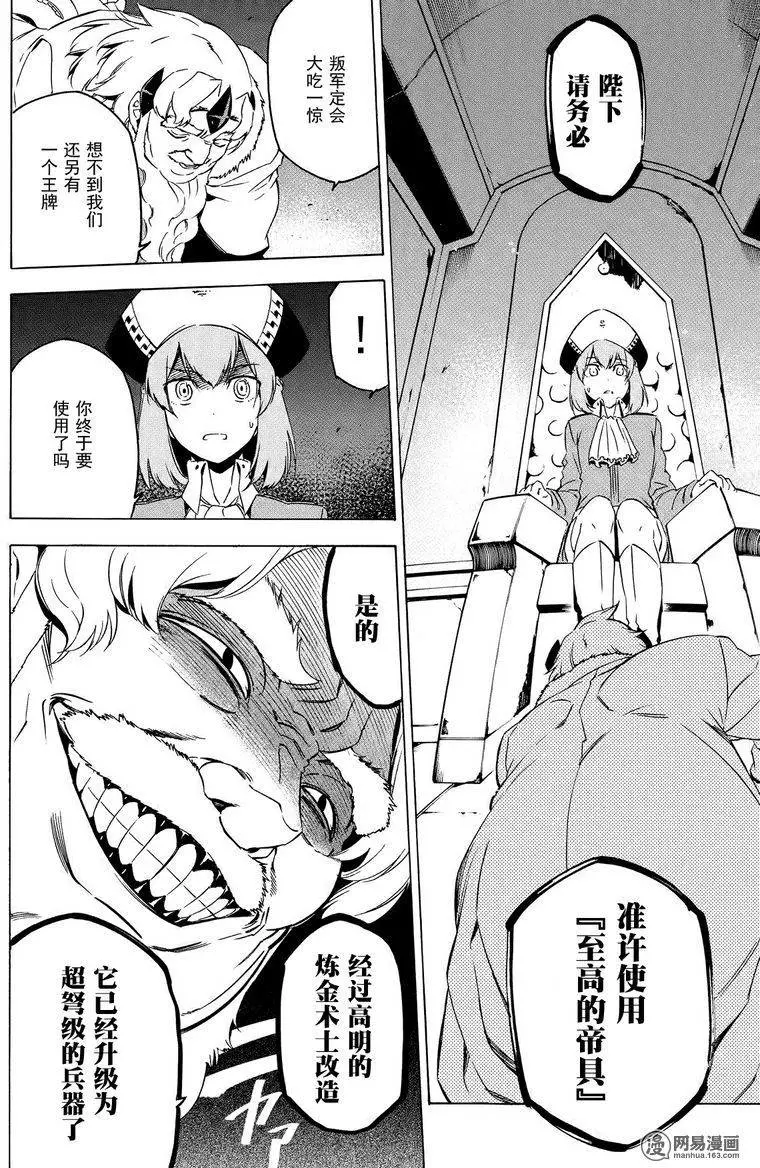 陛下
请务必
准许使用
『至高的帝具』
叛军定会
大吃一惊
想不到我们
还另有
一个王牌
！
你终于要
使用了吗
是的
经过高明的
炼金术士改造
它已经升级为
超弩级的兵器了
网易漫画
manhua.163.com